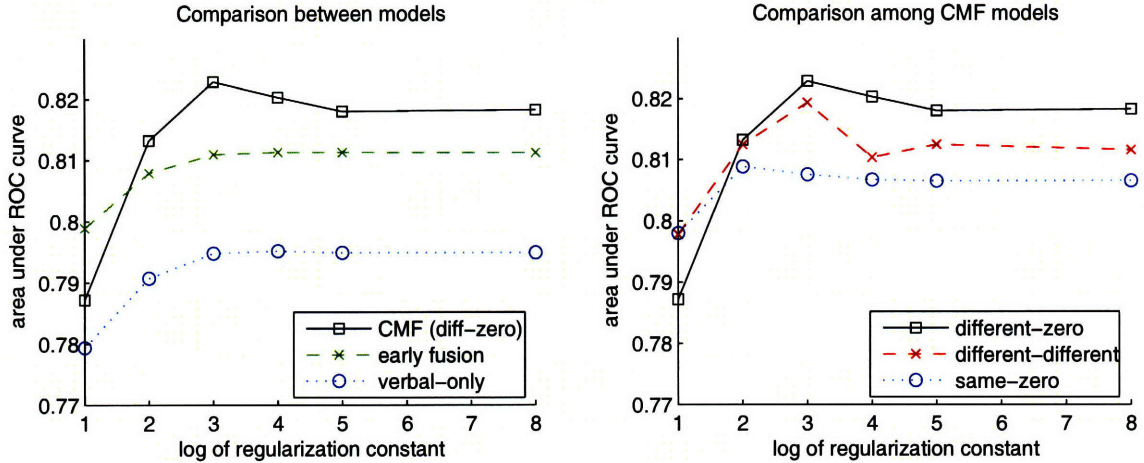 Comparison between models
area under ROC curve
0.82
0.81
0.8
0.79
0.78
0.77
1 2 3 4 5 6 7 8
log of regularization constant
CMF (diff-zero)
early fusion
verbal-only
Comparison among CMF models
area under ROC curve
0.82
0.81
0.8
0.79
0.78
0.77
1 2 3 4 5 6 7 8
log of regularization constant
different-zero
different-different
same-zero